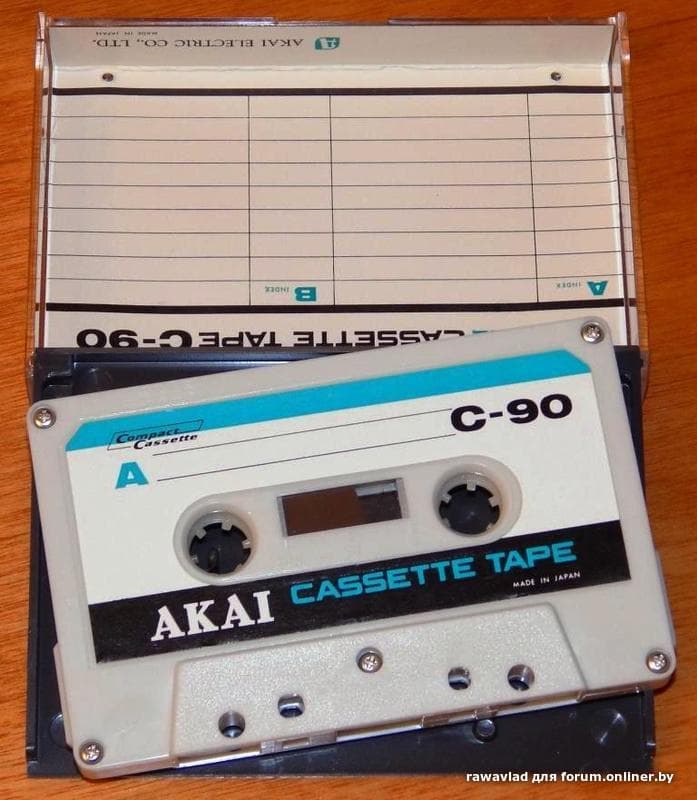 MADE IN JAPAN
AKAI ELECTRIC CO., LTD.
B INDEX
A INDEX
CASSETTE TAPE C-90
Compact
Cassette
C-90
A
CASSETTE TAPE
AKAI
MADE IN JAPAN
rawavlad для forum.onliner.by